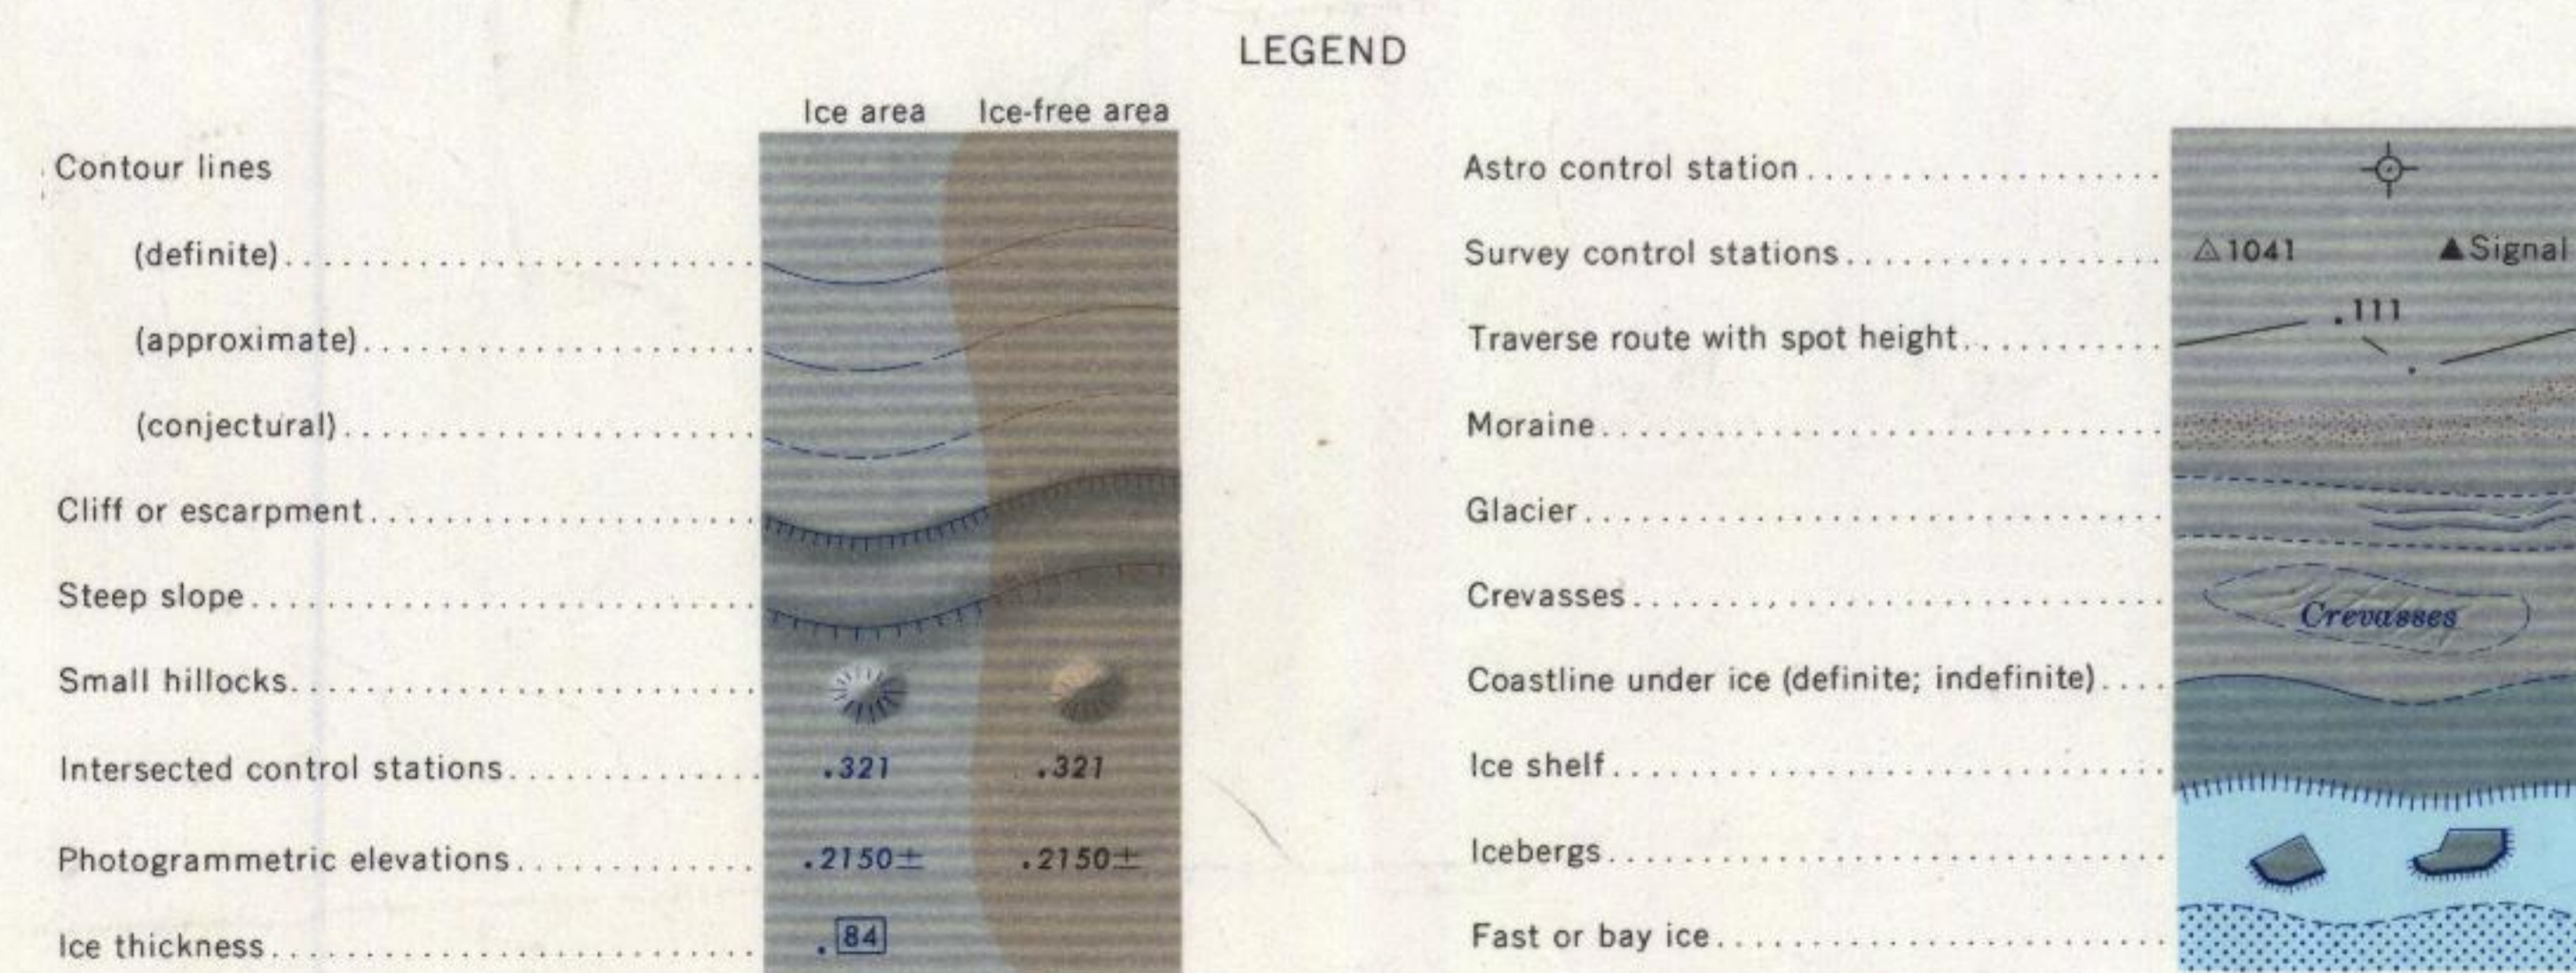 LEGEND
Ice area Ice-free area
Contour lines
(definite)
(approximate)
(conjectural)
Cliff or escarpment
Steep slope
Small hillocks
Intersected control stations .321 .321
Photogrammetric elevations .2150± .2150±
Ice thickness .84
Astro control station
Survey control stations 1041 Signal
Traverse route with spot height .111
Moraine
Glacier
Crevasses Crevasses
Coastline under ice (definite; indefinite)
Ice shelf
Icebergs
Fast or bay ice